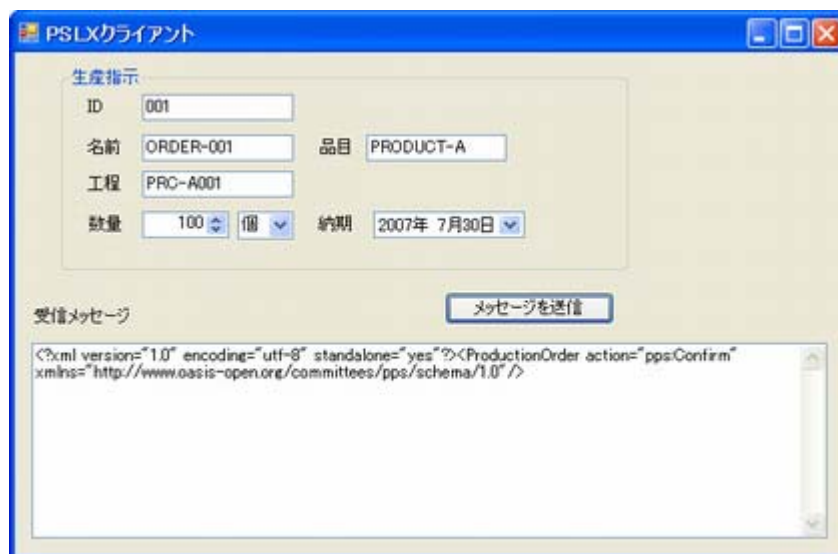 PSLXクライアント
生産指示
ID 001
名前 ORDER-001 品目 PRODUCT-A
工程 PRC-A001
数量 100 個 納期 2007年 7月30日
メッセージを送信
受信メッセージ
<?xml version="1.0" encoding="utf-8" standalone="yes"?><ProductionOrder action="pps:Confirm"
xmlns="http://www.oasis-open.org/committees/pps/schema/1.0" />